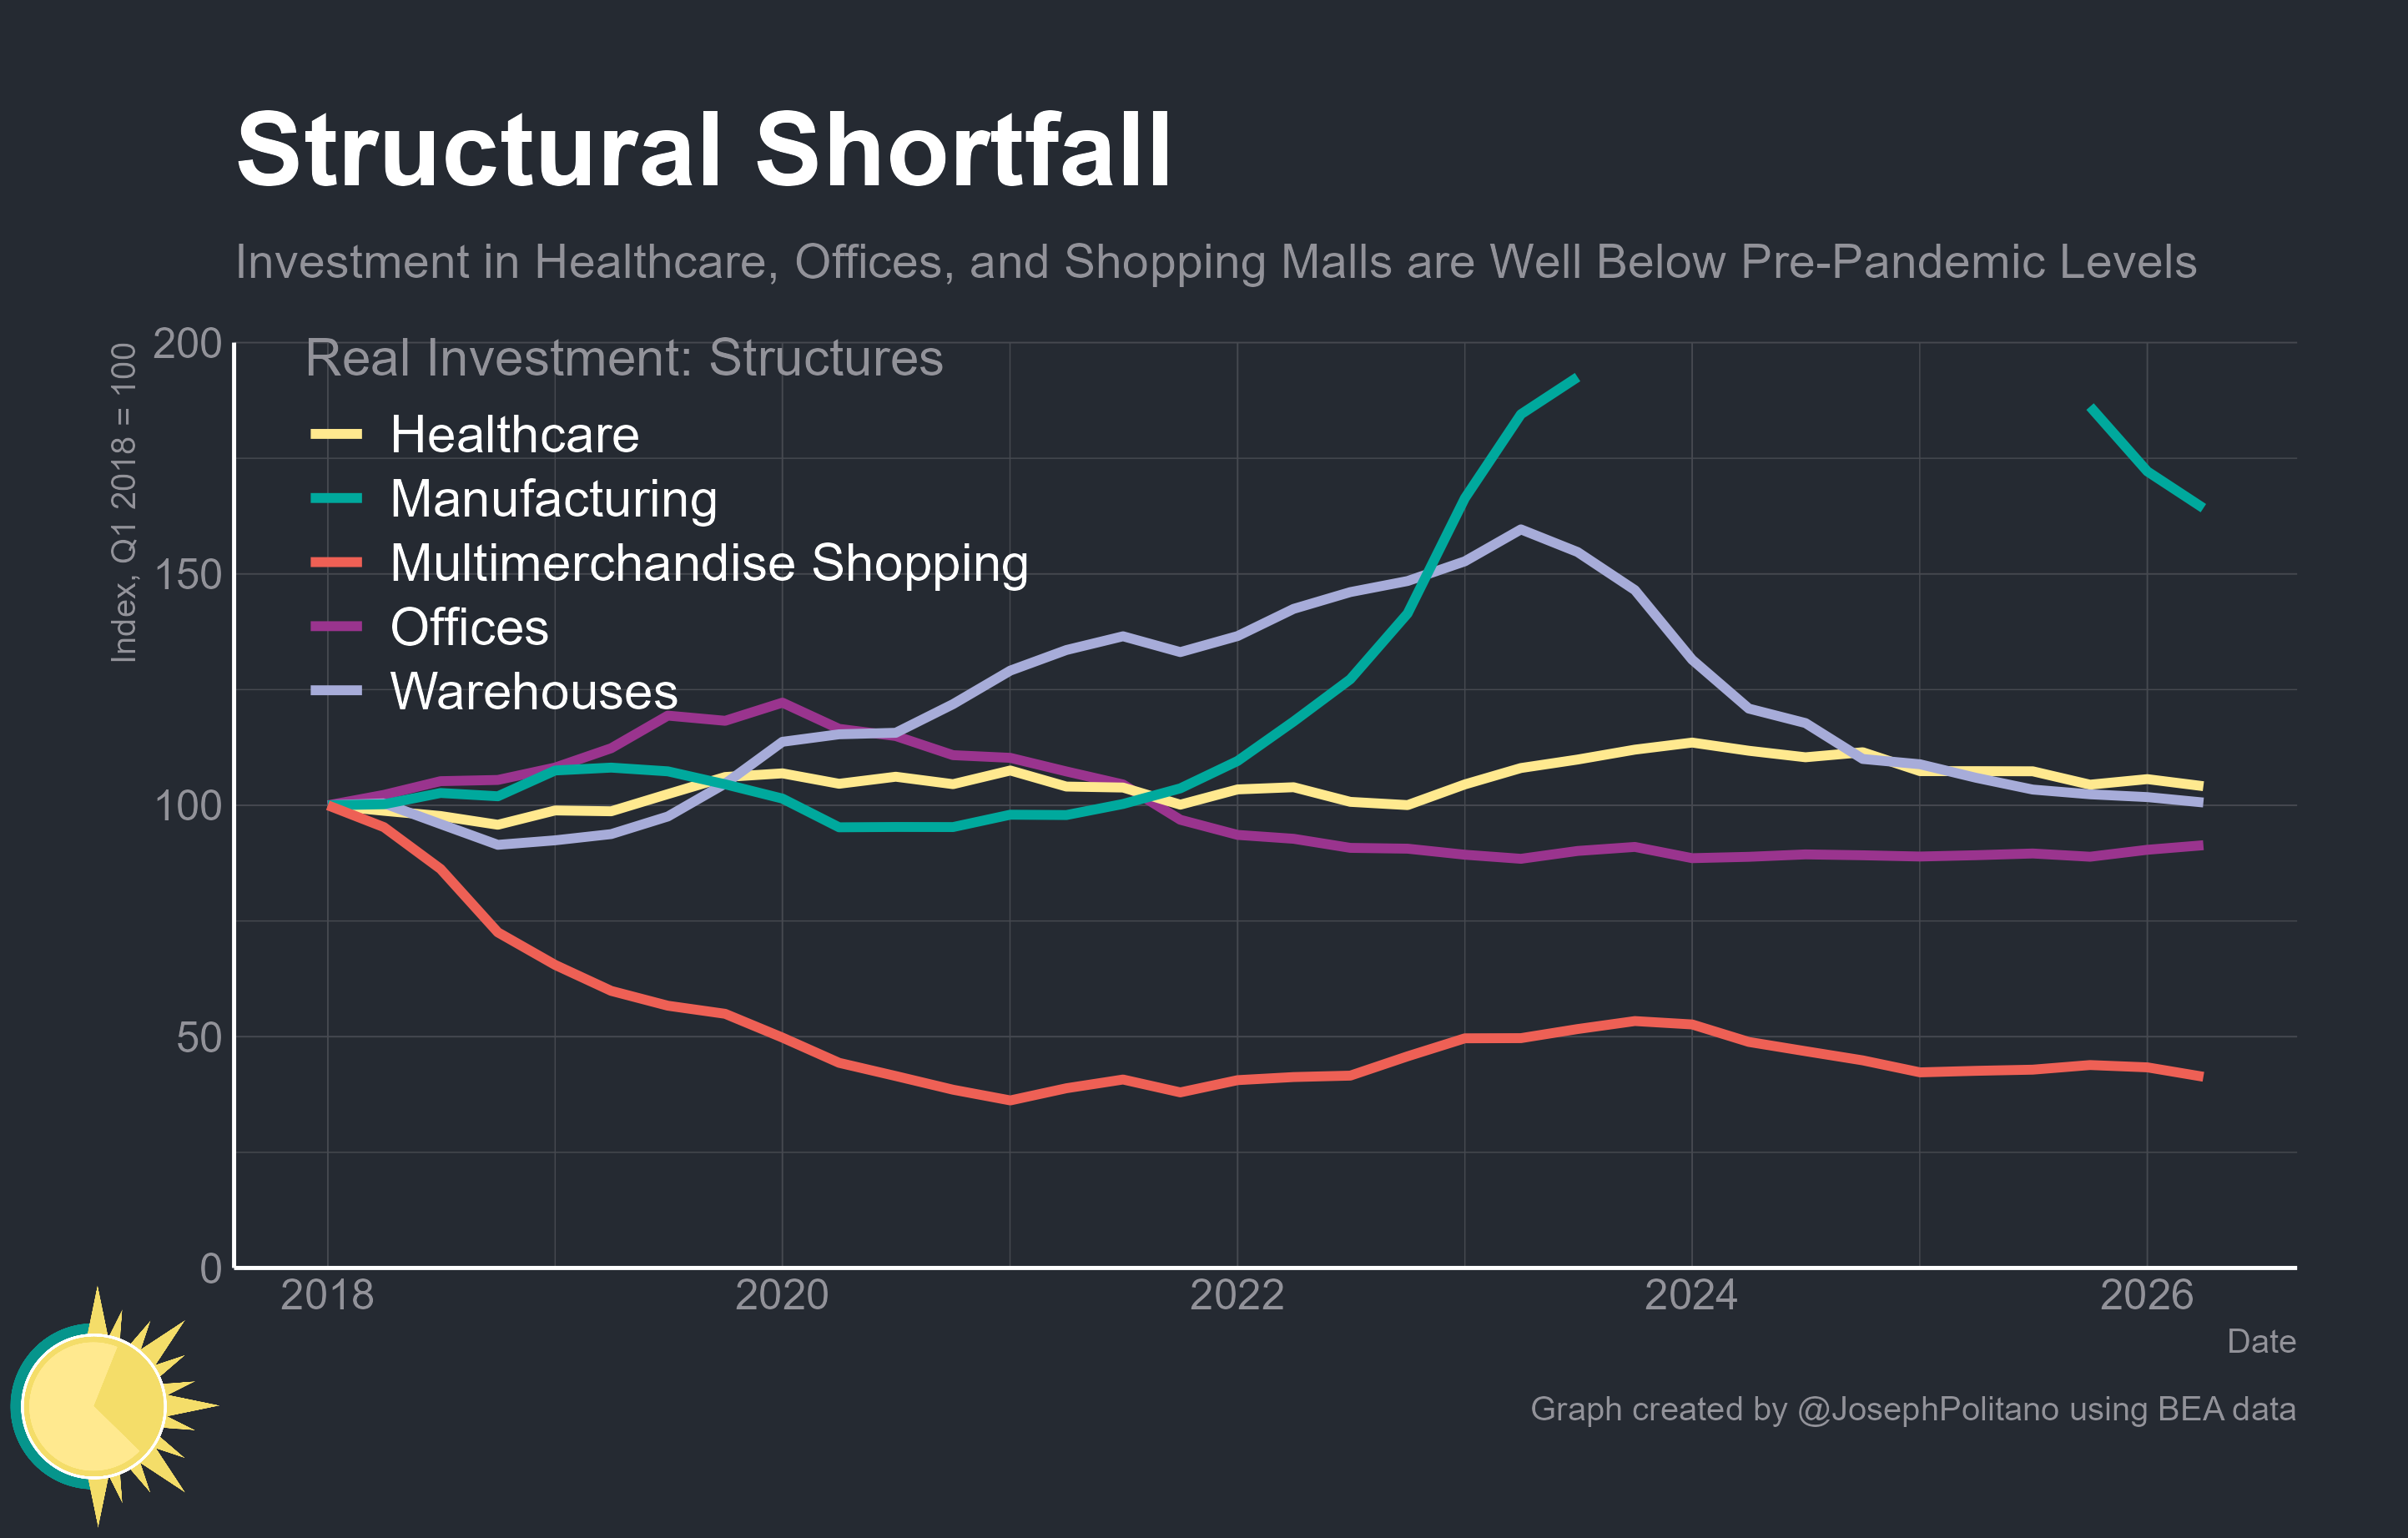 Structural Shortfall
Investment in Healthcare, Offices, and Shopping Malls are Well Below Pre-Pandemic Levels
Index, Q1 2018 = 100
200
150
100
50
0
Real Investment: Structures
Healthcare
Manufacturing
Multimerchandise Shopping
Offices
Warehouses
2018
2020
2022
2024
2026
Date
Graph created by @JosephPolitano using BEA data